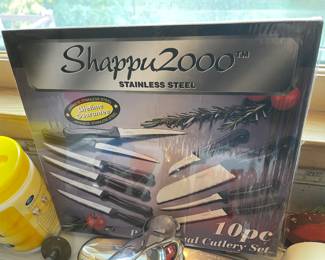 Shappu2000™
STAINLESS STEEL
Lifetime
Guarantee
10pc
Cutlery Set